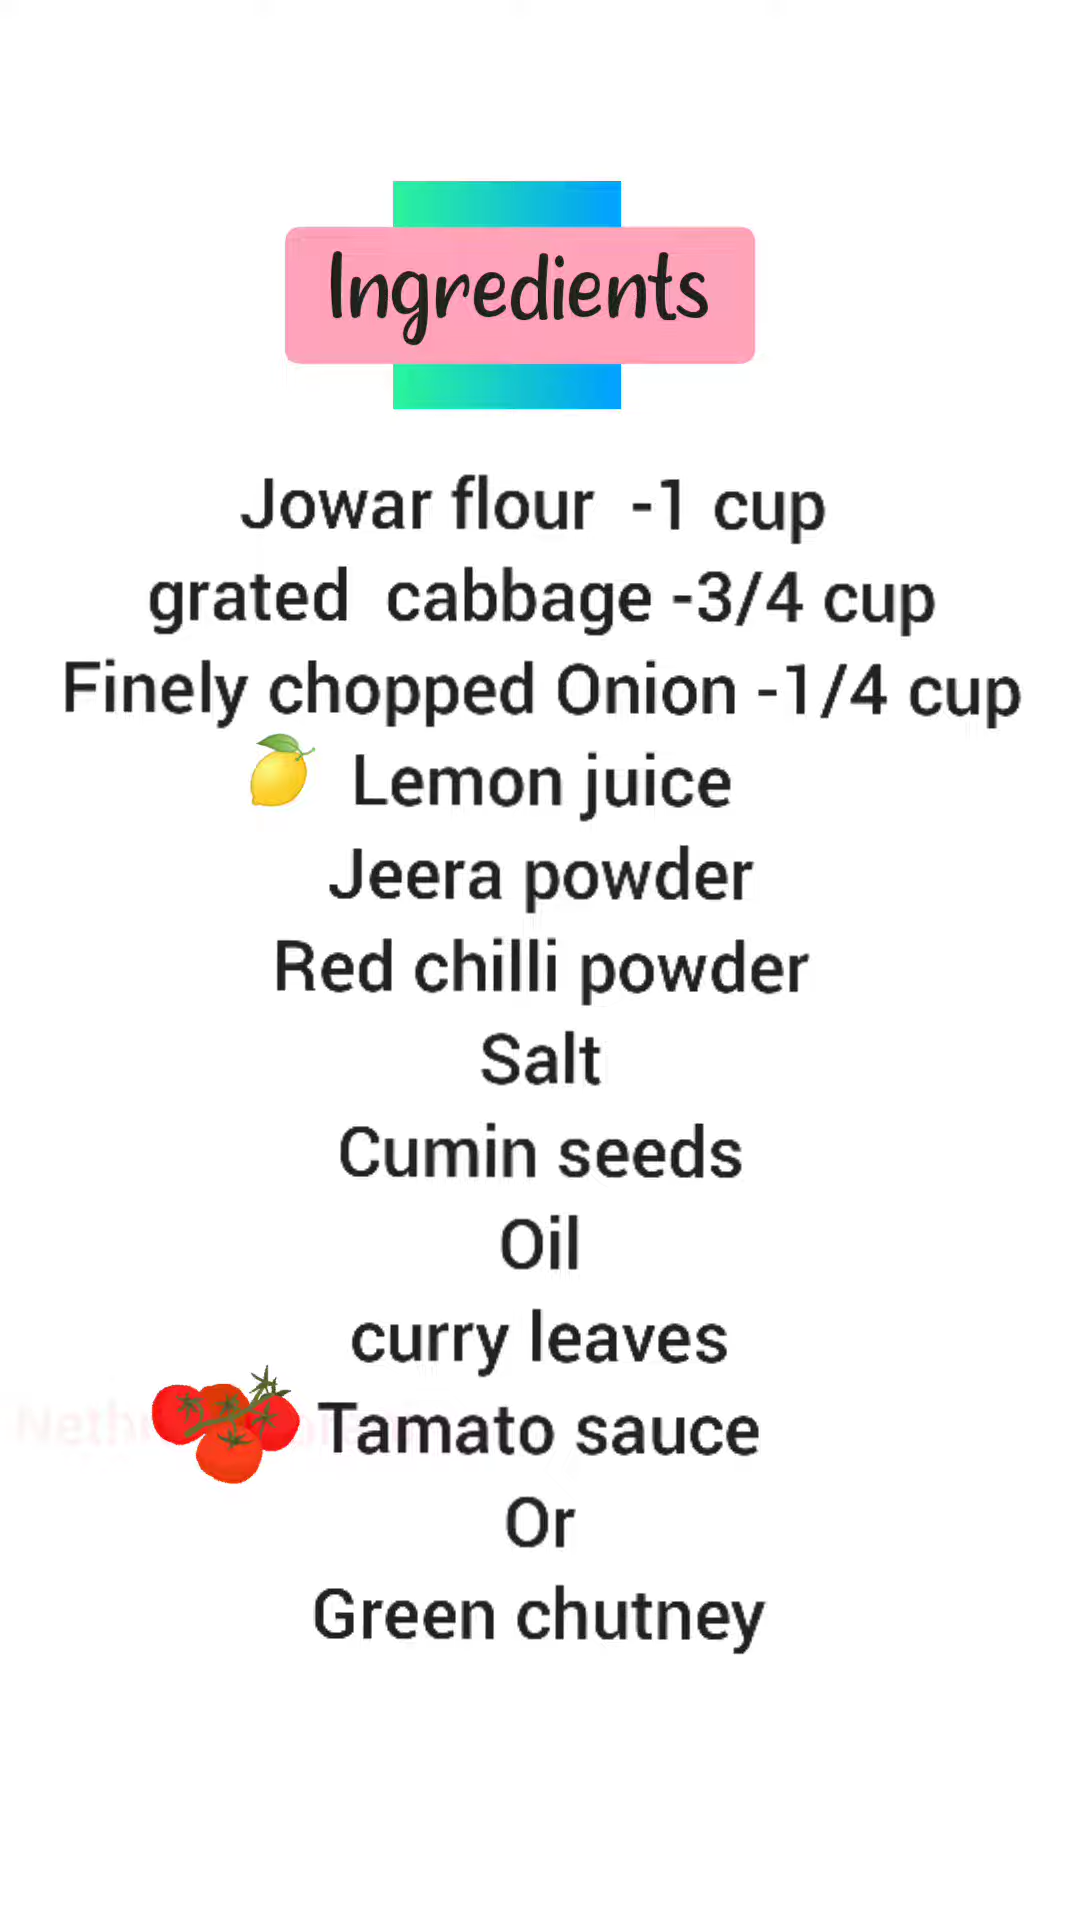 Ingredients
Jowar flour -1 cup
grated cabbage -3/4 cup
Finely chopped Onion -1/4 cup
Lemon juice
Jeera powder
Red chilli powder
Salt
Cumin seeds
Oil
curry leaves
Tamato sauce
Or
Green chutney